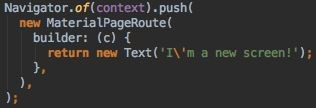 Navigator.of(context).push(
  new MaterialPageRoute(
    builder: (c) {
      return new Text('I\'m a new screen!');
    },
  ),
);